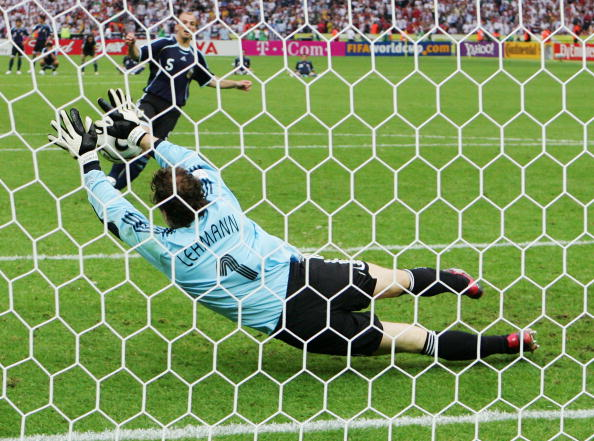 T · · Com
FIFAworldcup.com
YAHOO!
Continental
5
LEHMANN
1